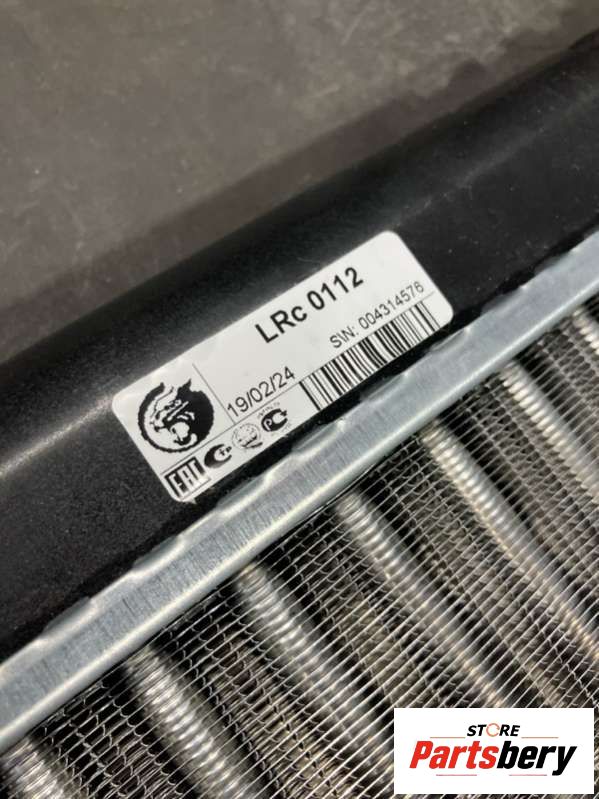 LRc 0112
S\N: 004314576
19/02/24
EAC
STORE
Partsbery